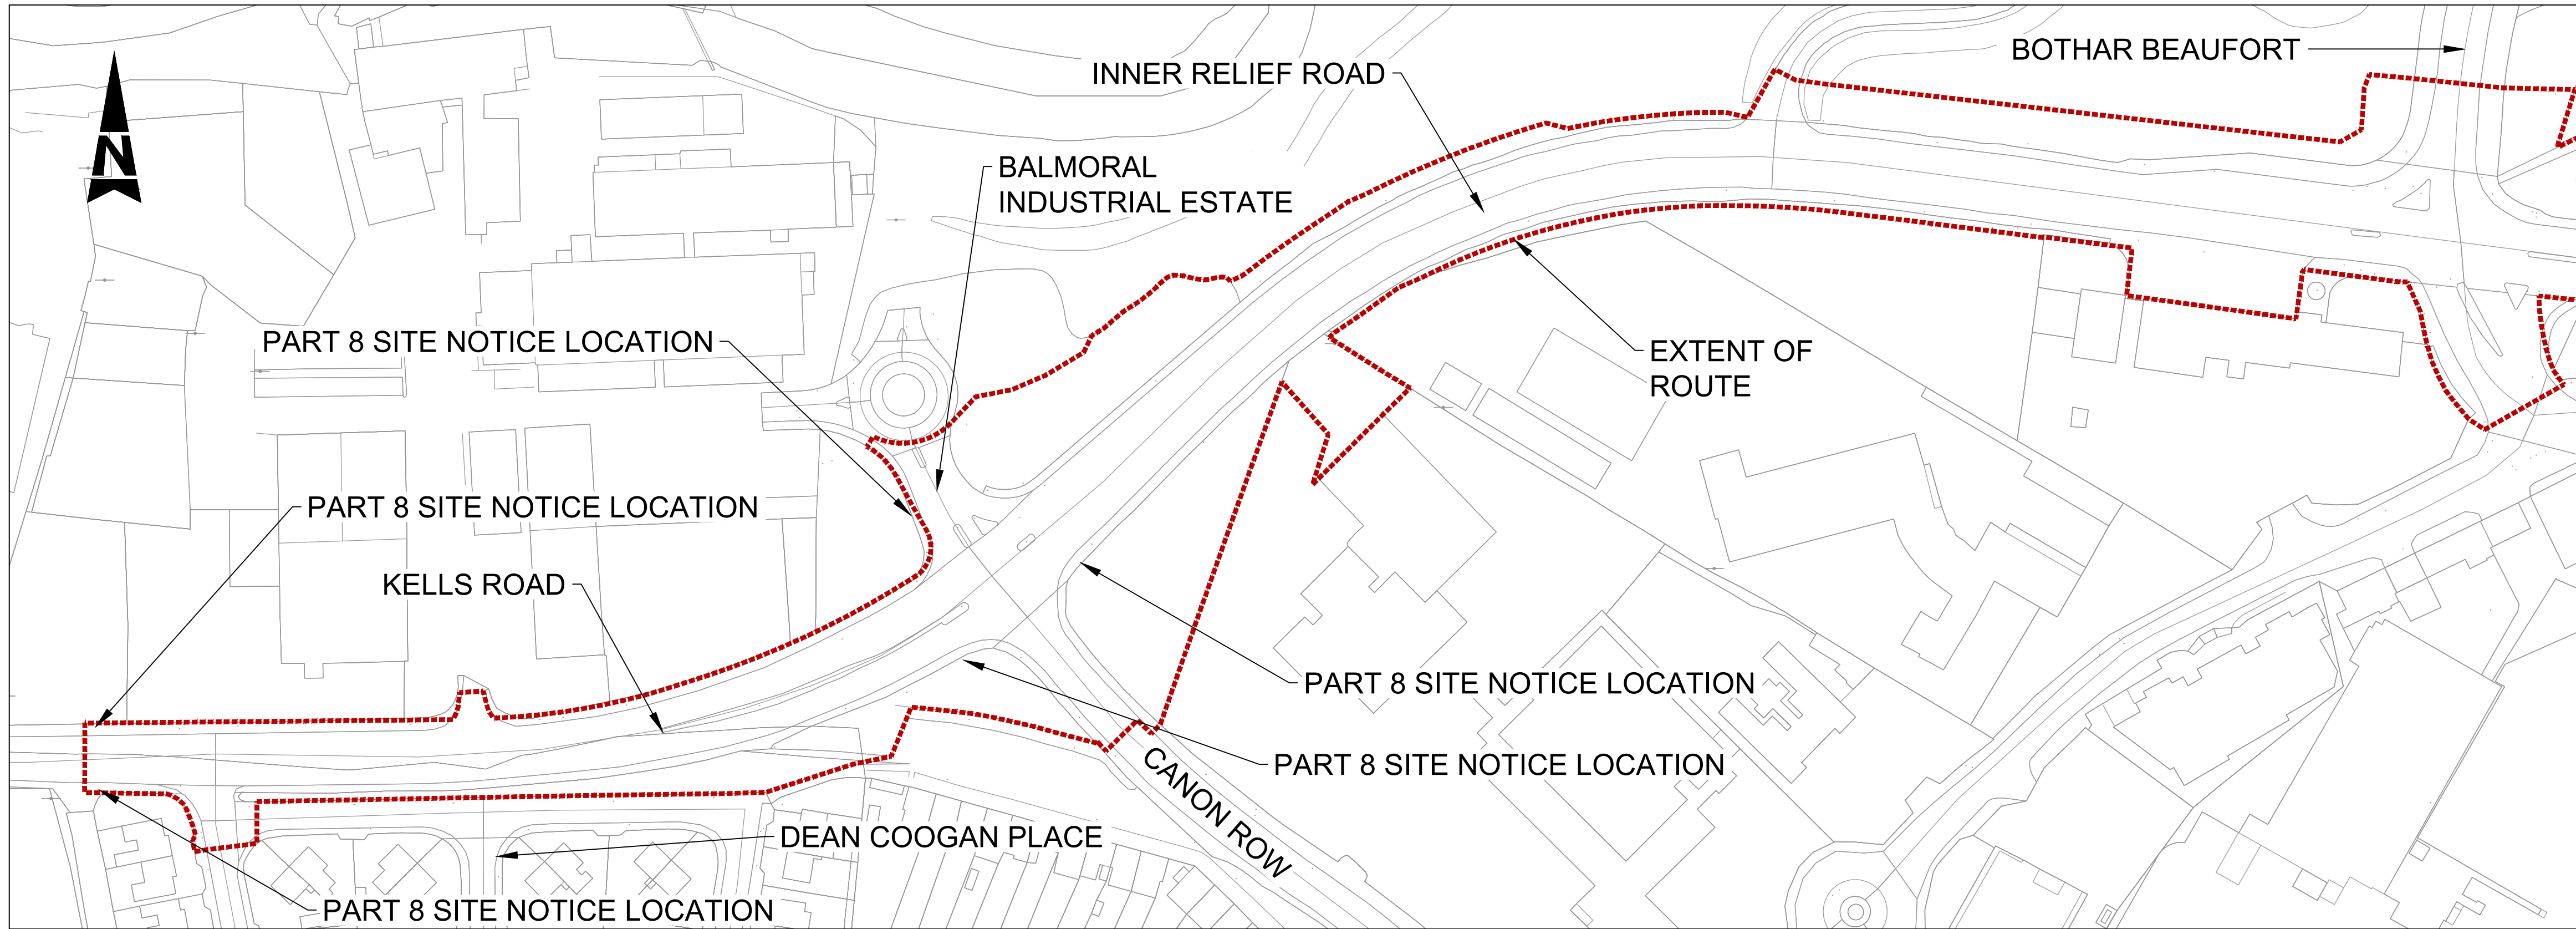 BOTHAR BEAUFORT
INNER RELIEF ROAD
N
BALMORAL
INDUSTRIAL ESTATE
PART 8 SITE NOTICE LOCATION
EXTENT OF
ROUTE
PART 8 SITE NOTICE LOCATION
KELLS ROAD
PART 8 SITE NOTICE LOCATION
PART 8 SITE NOTICE LOCATION
CANON ROW
DEAN COOGAN PLACE
PART 8 SITE NOTICE LOCATION